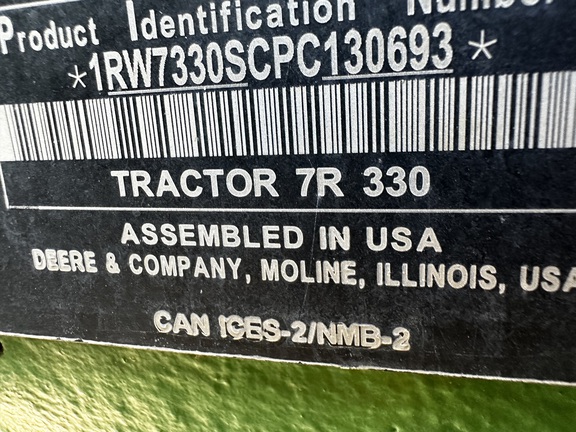 Product Identification Number
*1RW7330SCPC130693*
TRACTOR 7R 330
ASSEMBLED IN USA
DEERE & COMPANY, MOLINE, ILLINOIS, USA
CAN ICES-2/NMB-2